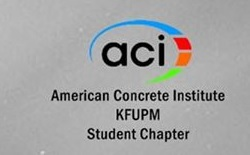 aci
American Concrete Institute
KFUPM
Student Chapter